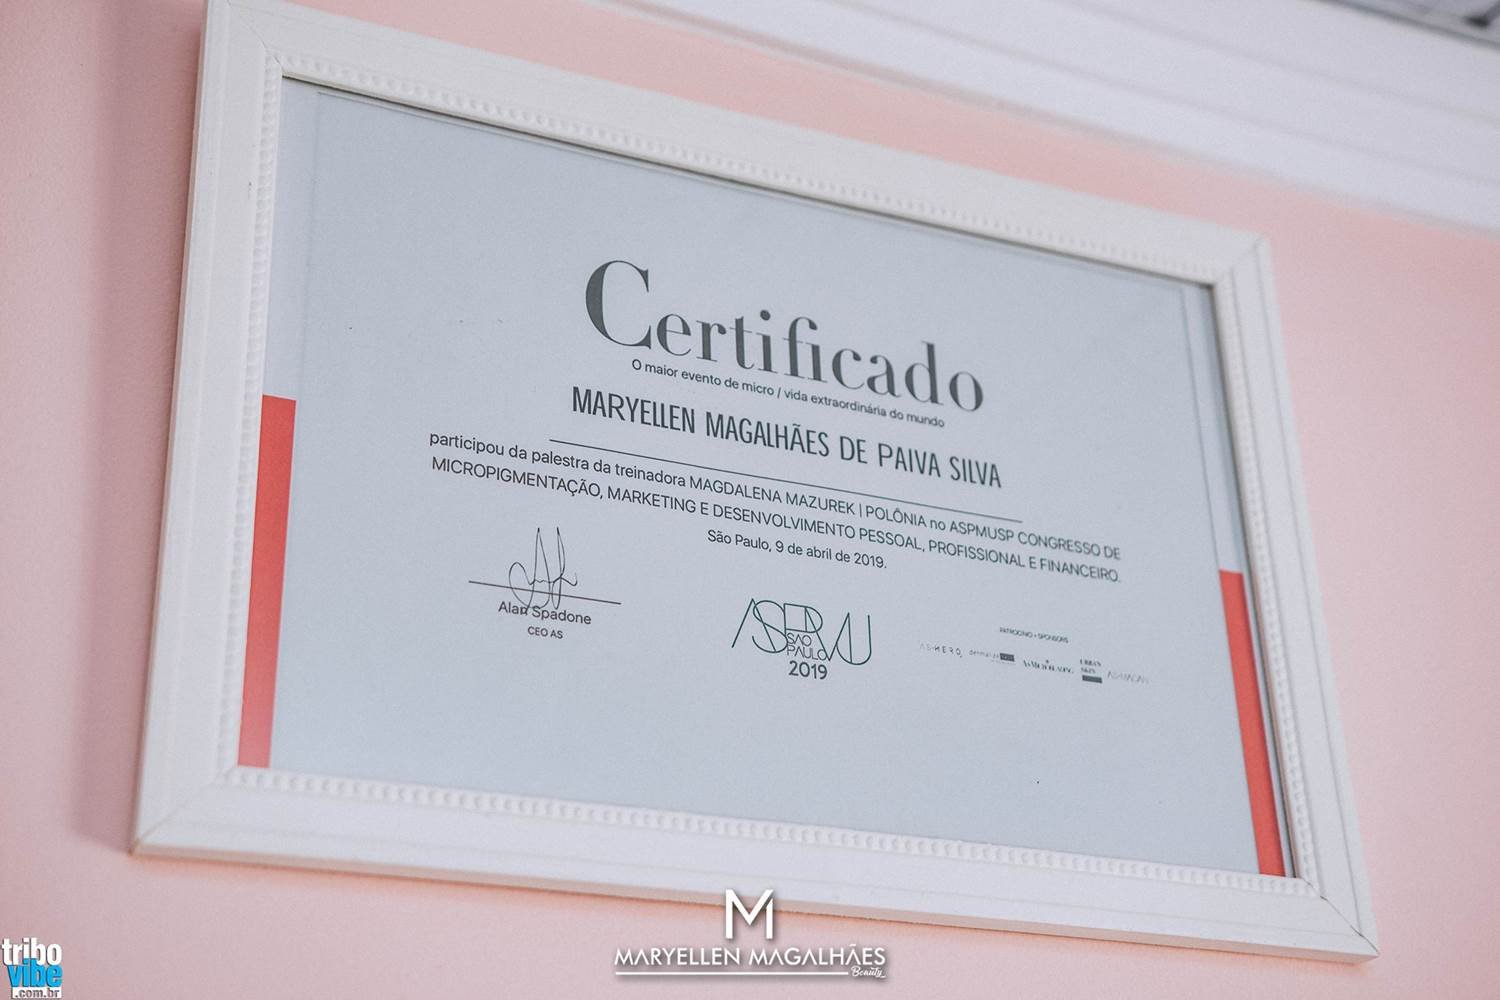 Certificado
O maior evento de micro / vida extraordinária do mundo
MARYELLEN MAGALHÃES DE PAIVA SILVA
participou da palestra da treinadora MAGDALENA MAZUREK | POLÔNIA no ASPMUSP CONGRESSO DE
MICROPIGMENTAÇÃO, MARKETING E DESENVOLVIMENTO PESSOAL, PROFISSIONAL E FINANCEIRO.
São Paulo, 9 de abril de 2019.
Alan Spadone
CEO AS
SÃO
PAULO
2019
PATROCÍNIO • SPONSORS
M
MARYELLEN MAGALHÃES
Beauty
tribo
vibe
.com.br